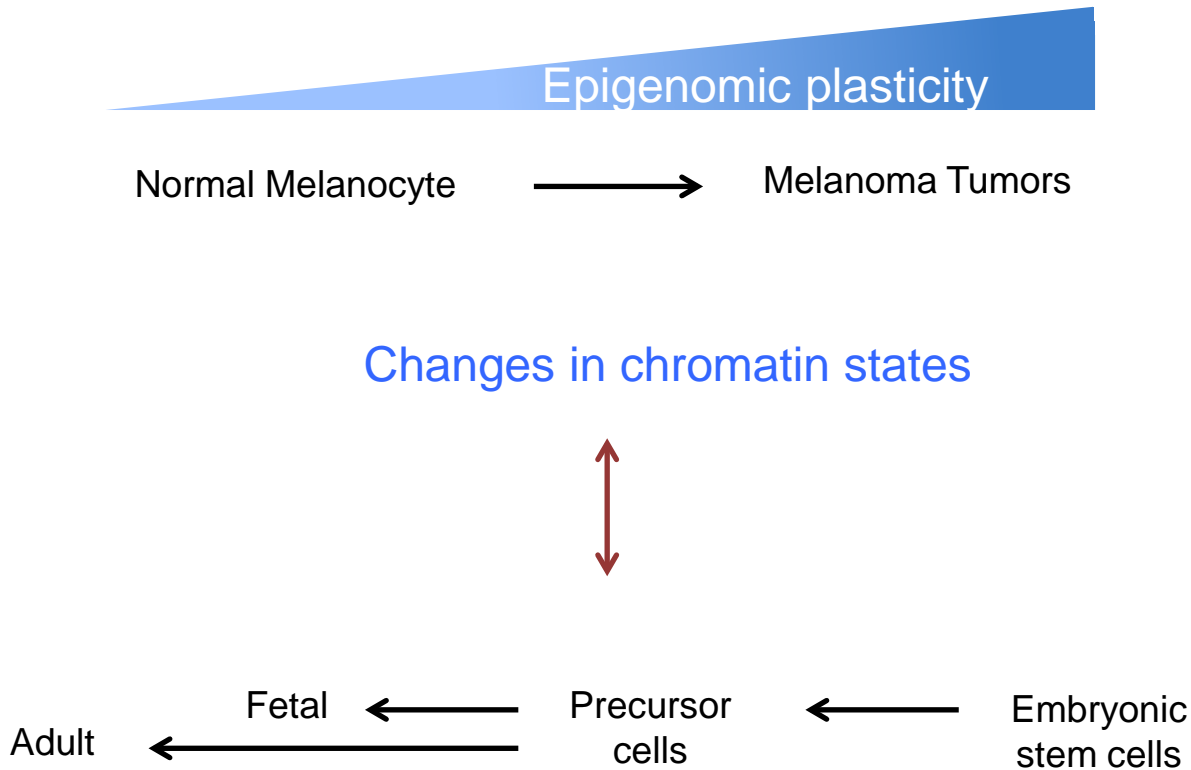 Epigenomic plasticity
Normal Melanocyte
Melanoma Tumors
Changes in chromatin states
Fetal
Adult
Precursor
cells
Embryonic
stem cells